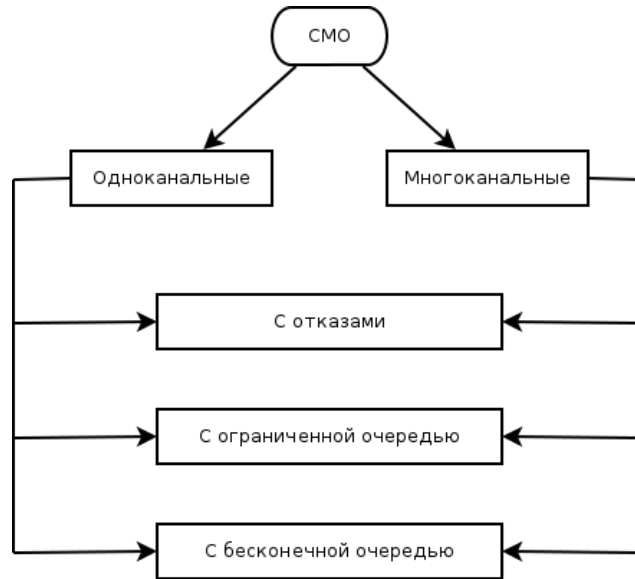 СМО
Одноканальные
Многоканальные
С отказами
С ограниченной очередью
С бесконечной очередью